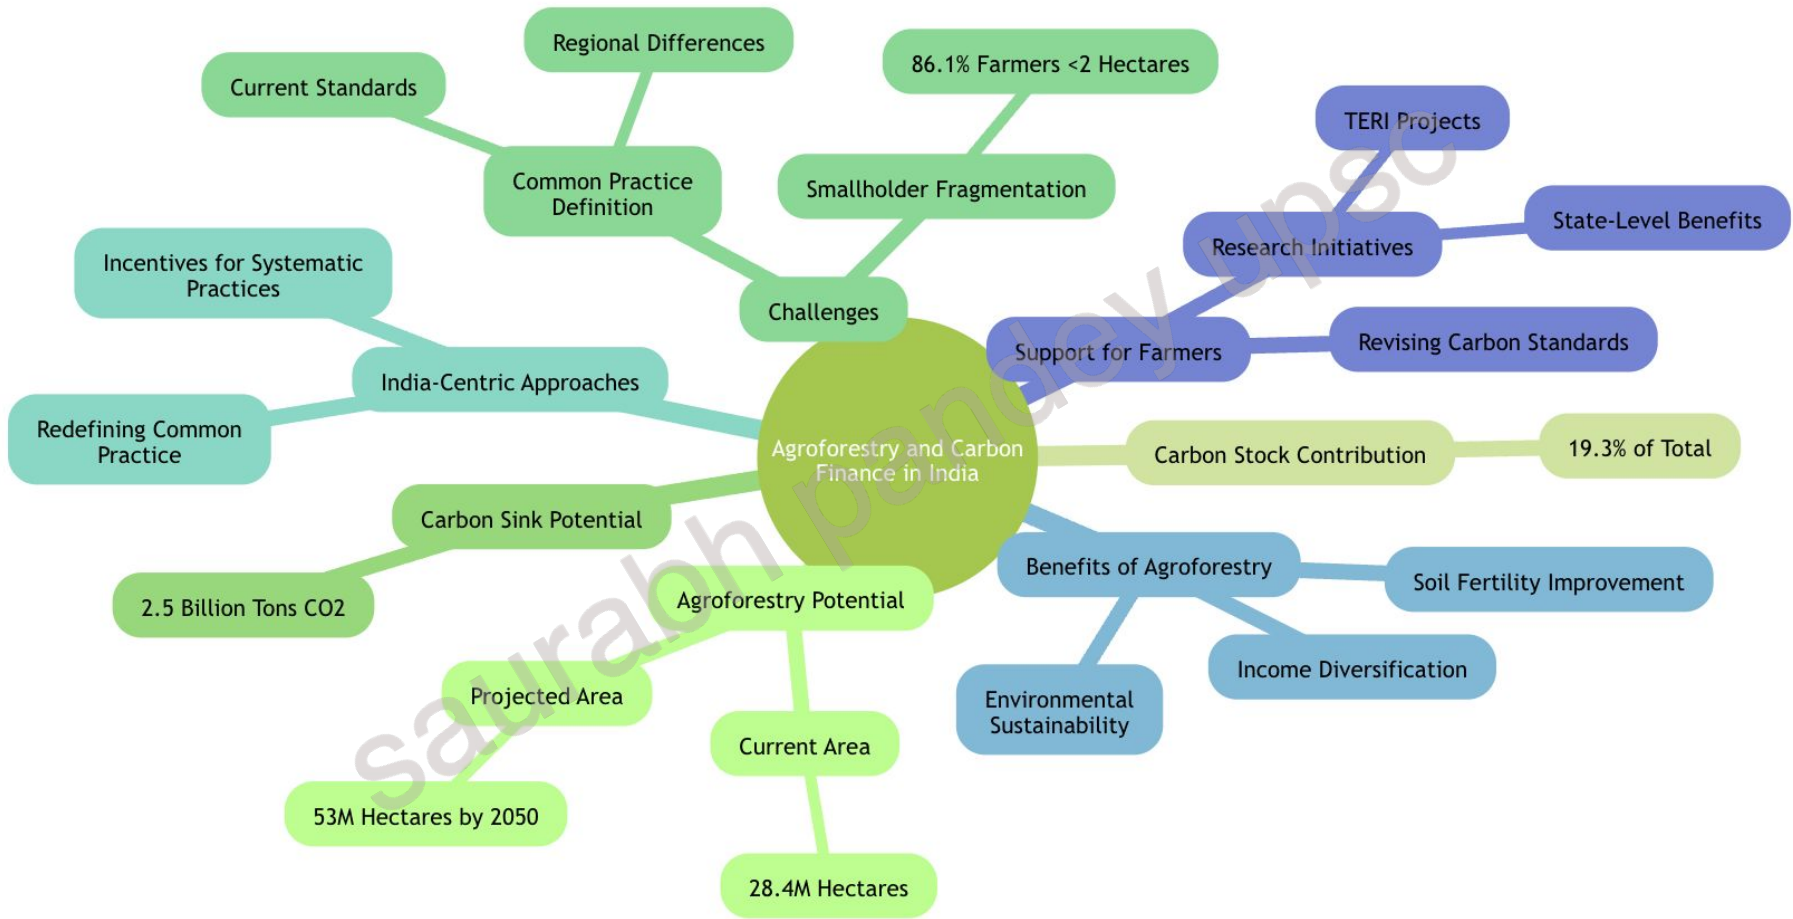 Regional Differences
86.1% Farmers <2 Hectares
Current Standards
TERI Projects
Common Practice
Definition
Smallholder Fragmentation
State-Level Benefits
Research Initiatives
Incentives for Systematic
Practices
Challenges
Revising Carbon Standards
Support for Farmers
India-Centric Approaches
Redefining Common
Practice
Agroforestry and Carbon
Finance in India
Carbon Stock Contribution
19.3% of Total
Carbon Sink Potential
Benefits of Agroforestry
Soil Fertility Improvement
2.5 Billion Tons CO2
Agroforestry Potential
Income Diversification
Projected Area
Environmental
Sustainability
Current Area
53M Hectares by 2050
28.4M Hectares
saurabh pandey upsc